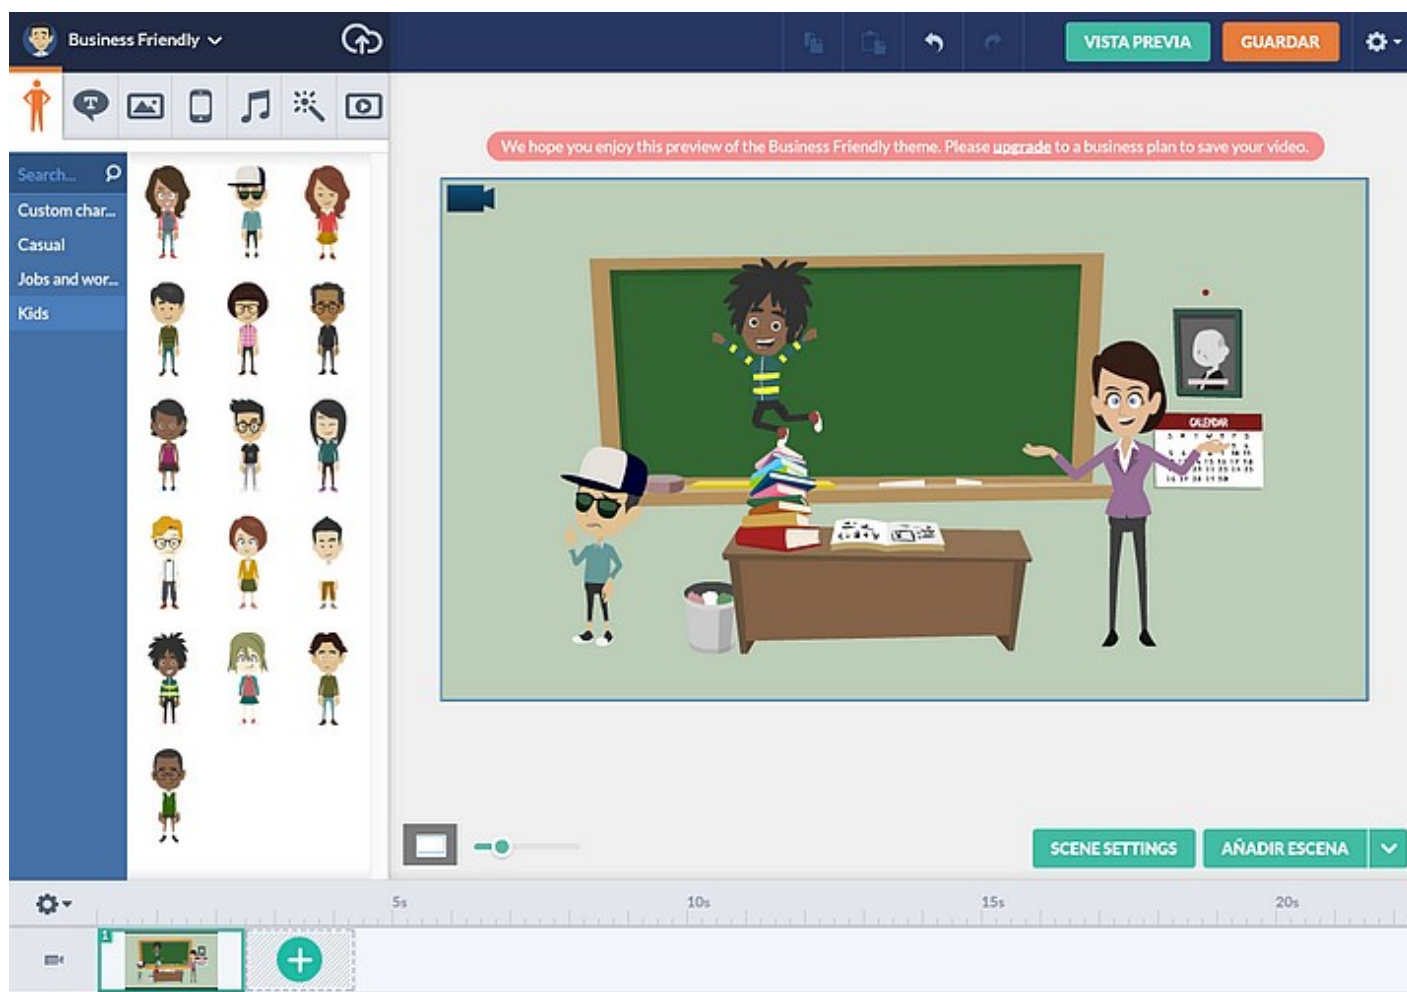 Business Friendly
VISTA PREVIA
GUARDAR
T
We hope you enjoy this preview of the Business Friendly theme. Please upgrade to a business plan to save your video.
Search...
Custom char...
Casual
Jobs and wor...
Kids
CALENDAR
SCENE SETTINGS
AÑADIR ESCENA
5s
10s
15s
20s
1